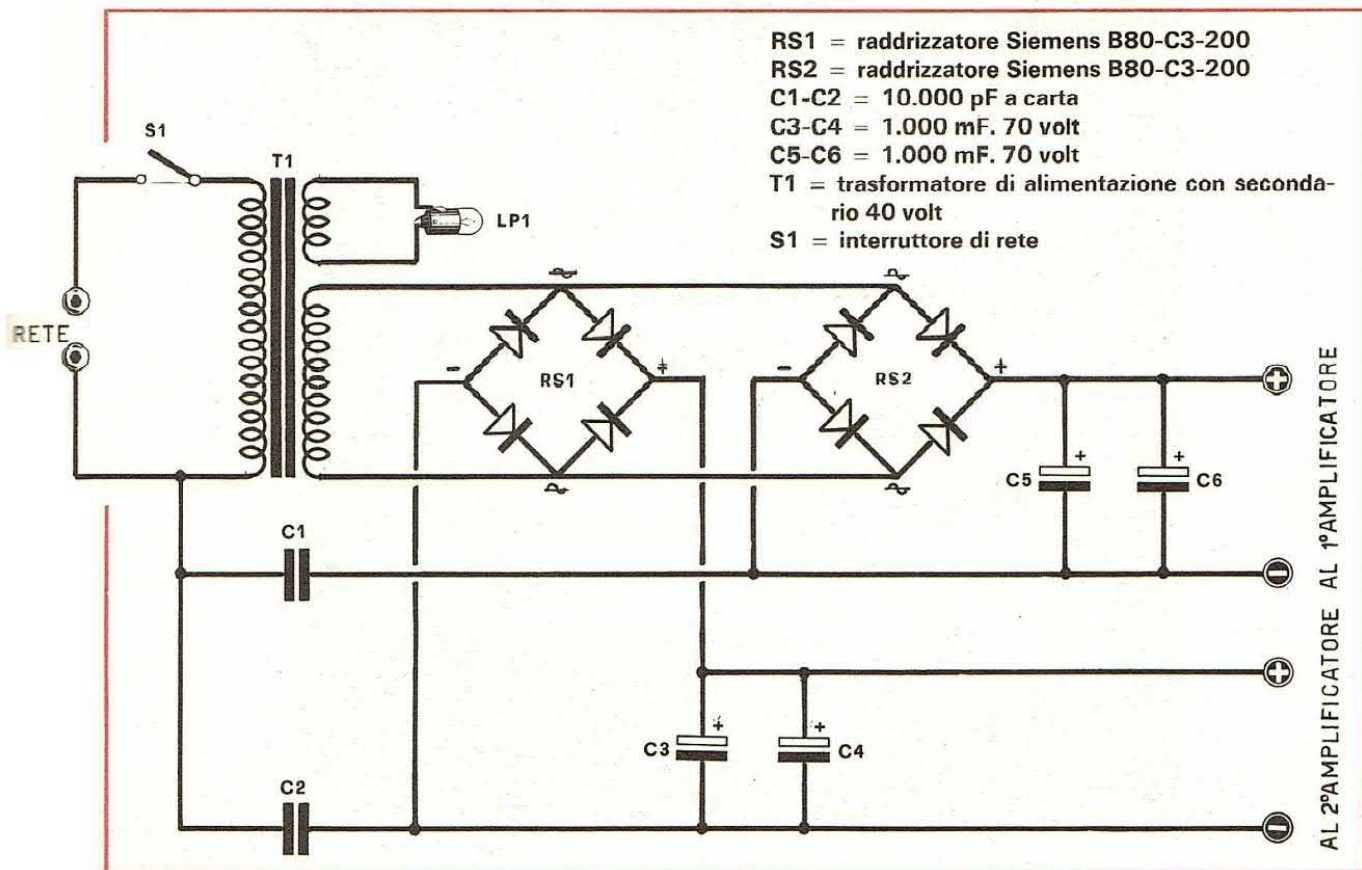 RS1 = raddrizzatore Siemens B80-C3-200
RS2 = raddrizzatore Siemens B80-C3-200
C1-C2 = 10.000 pF a carta
C3-C4 = 1.000 mF. 70 volt
C5-C6 = 1.000 mF. 70 volt
T1 = trasformatore di alimentazione con seconda-
rio 40 volt
S1 = interruttore di rete
S1
T1
LP1
RETE
- RS1 +
- RS2 +
+
C5
+
C6
C1
+
-
AL 1° AMPLIFICATORE
+
C3
+
C4
C2
+
-
AL 2° AMPLIFICATORE